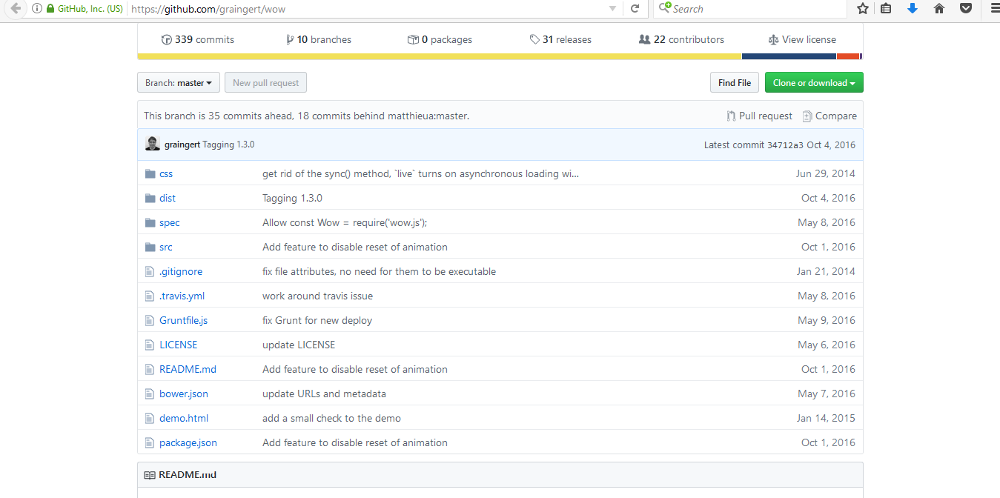 GitHub, Inc. (US) https://github.com/graingert/wow Search
339 commits 10 branches 0 packages 31 releases 22 contributors View license
Branch: master New pull request Find File Clone or download
This branch is 35 commits ahead, 18 commits behind matthieua:master. Pull request Compare
graingert Tagging 1.3.0 Latest commit 34712a3 Oct 4, 2016
css get rid of the sync() method, `live` turns on asynchronous loading wi... Jun 29, 2014
dist Tagging 1.3.0 Oct 4, 2016
spec Allow const Wow = require('wow.js'); May 8, 2016
src Add feature to disable reset of animation Oct 1, 2016
.gitignore fix file attributes, no need for them to be executable Jan 21, 2014
.travis.yml work around travis issue May 8, 2016
Gruntfile.js fix Grunt for new deploy May 9, 2016
LICENSE update LICENSE May 6, 2016
README.md Add feature to disable reset of animation Oct 1, 2016
bower.json update URLs and metadata May 7, 2016
demo.html add a small check to the demo Jan 14, 2015
package.json Add feature to disable reset of animation Oct 1, 2016
README.md